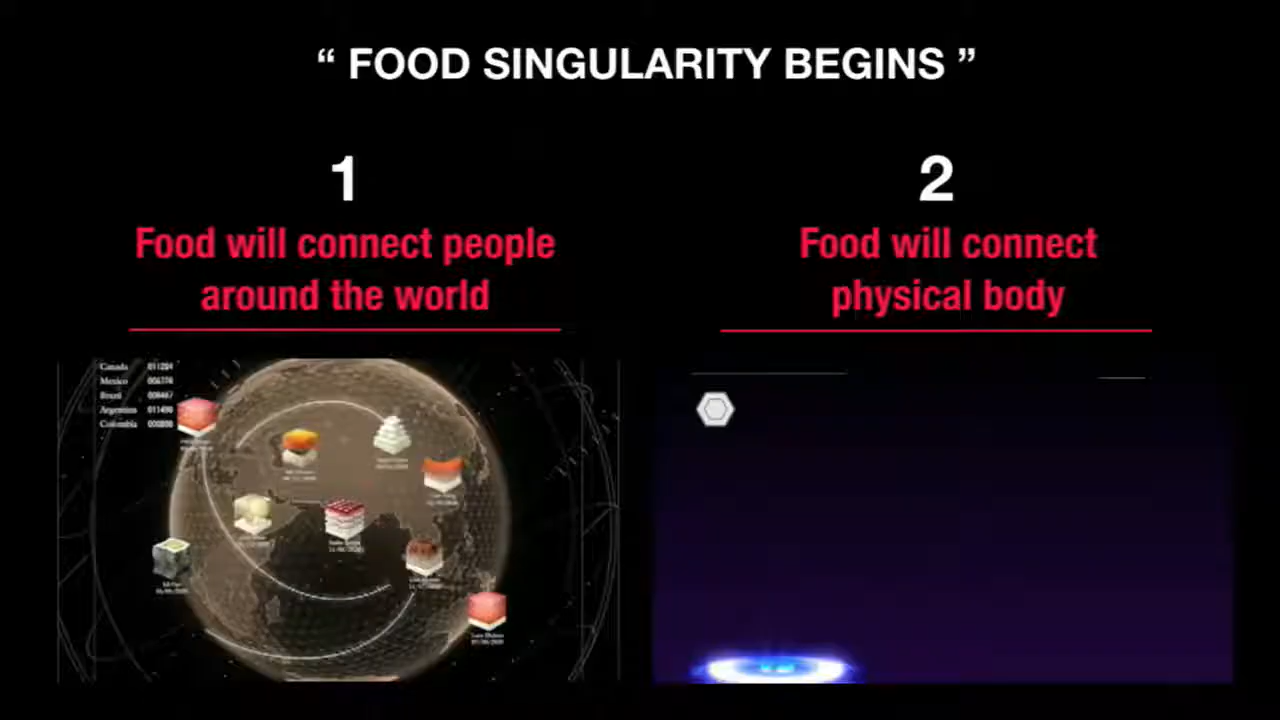 “ FOOD SINGULARITY BEGINS ”
1
Food will connect people
around the world
2
Food will connect
physical body
Canada
Mexico
Brazil
Argentina
Colombia